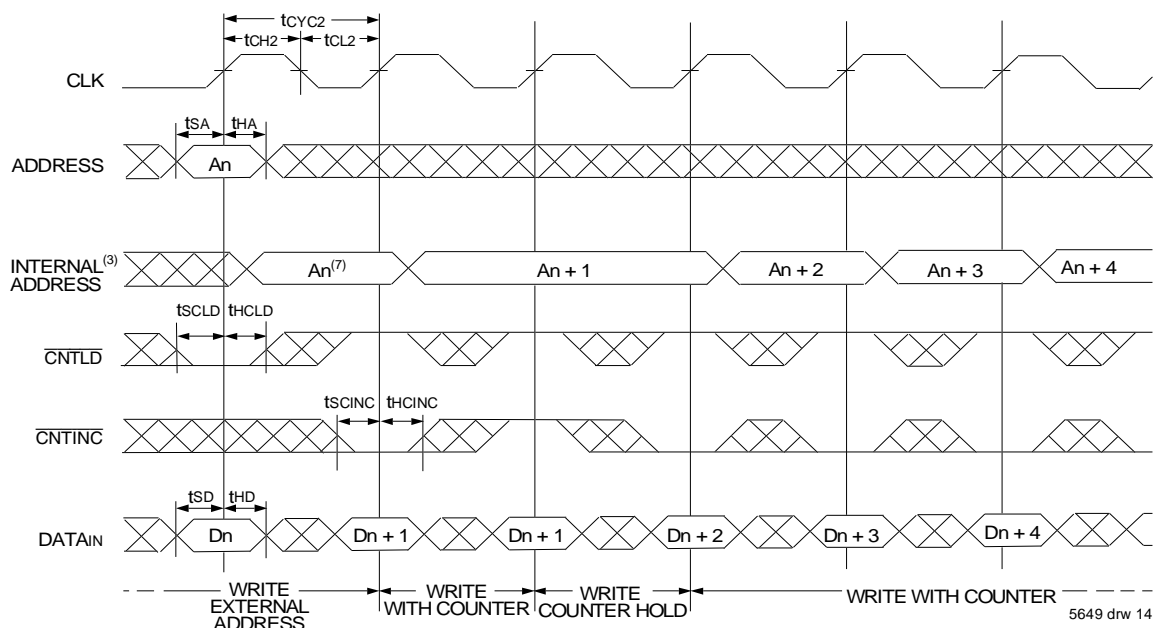 tCYC2
tCH2 tCL2
CLK
tSA tHA
ADDRESS An
INTERNAL(3)
ADDRESS
An(7) An + 1 An + 2 An + 3 An + 4
tSCLD tHCLD
CNTLD
tSCINC tHCINC
CNTINC
tSD tHD
DATAIN Dn Dn + 1 Dn + 1 Dn + 2 Dn + 3 Dn + 4
WRITE
EXTERNAL
ADDRESS
WRITE
WITH COUNTER
WRITE
COUNTER HOLD
WRITE WITH COUNTER
5649 drw 14